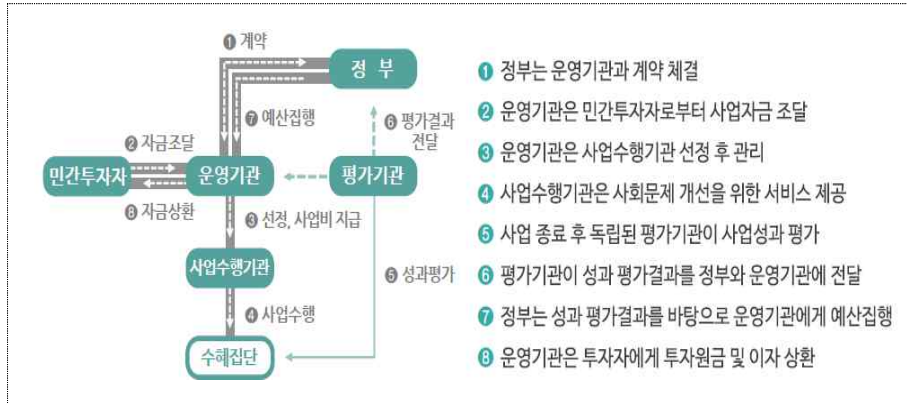 ❶ 계약
정 부
❼ 예산집행
❻ 평가결과
전달
❷ 자금조달
민간투자자
운영기관
평가기관
❽ 자금상환
❸ 선정, 사업비 지급
사업수행기관
❺ 성과평가
❹ 사업수행
수혜집단
❶ 정부는 운영기관과 계약 체결
❷ 운영기관은 민간투자자로부터 사업자금 조달
❸ 운영기관은 사업수행기관 선정 후 관리
❹ 사업수행기관은 사회문제 개선을 위한 서비스 제공
❺ 사업 종료 후 독립된 평가기관이 사업성과 평가
❻ 평가기관이 성과 평가결과를 정부와 운영기관에 전달
❼ 정부는 성과 평가결과를 바탕으로 운영기관에게 예산집행
❽ 운영기관은 투자자에게 투자원금 및 이자 상환